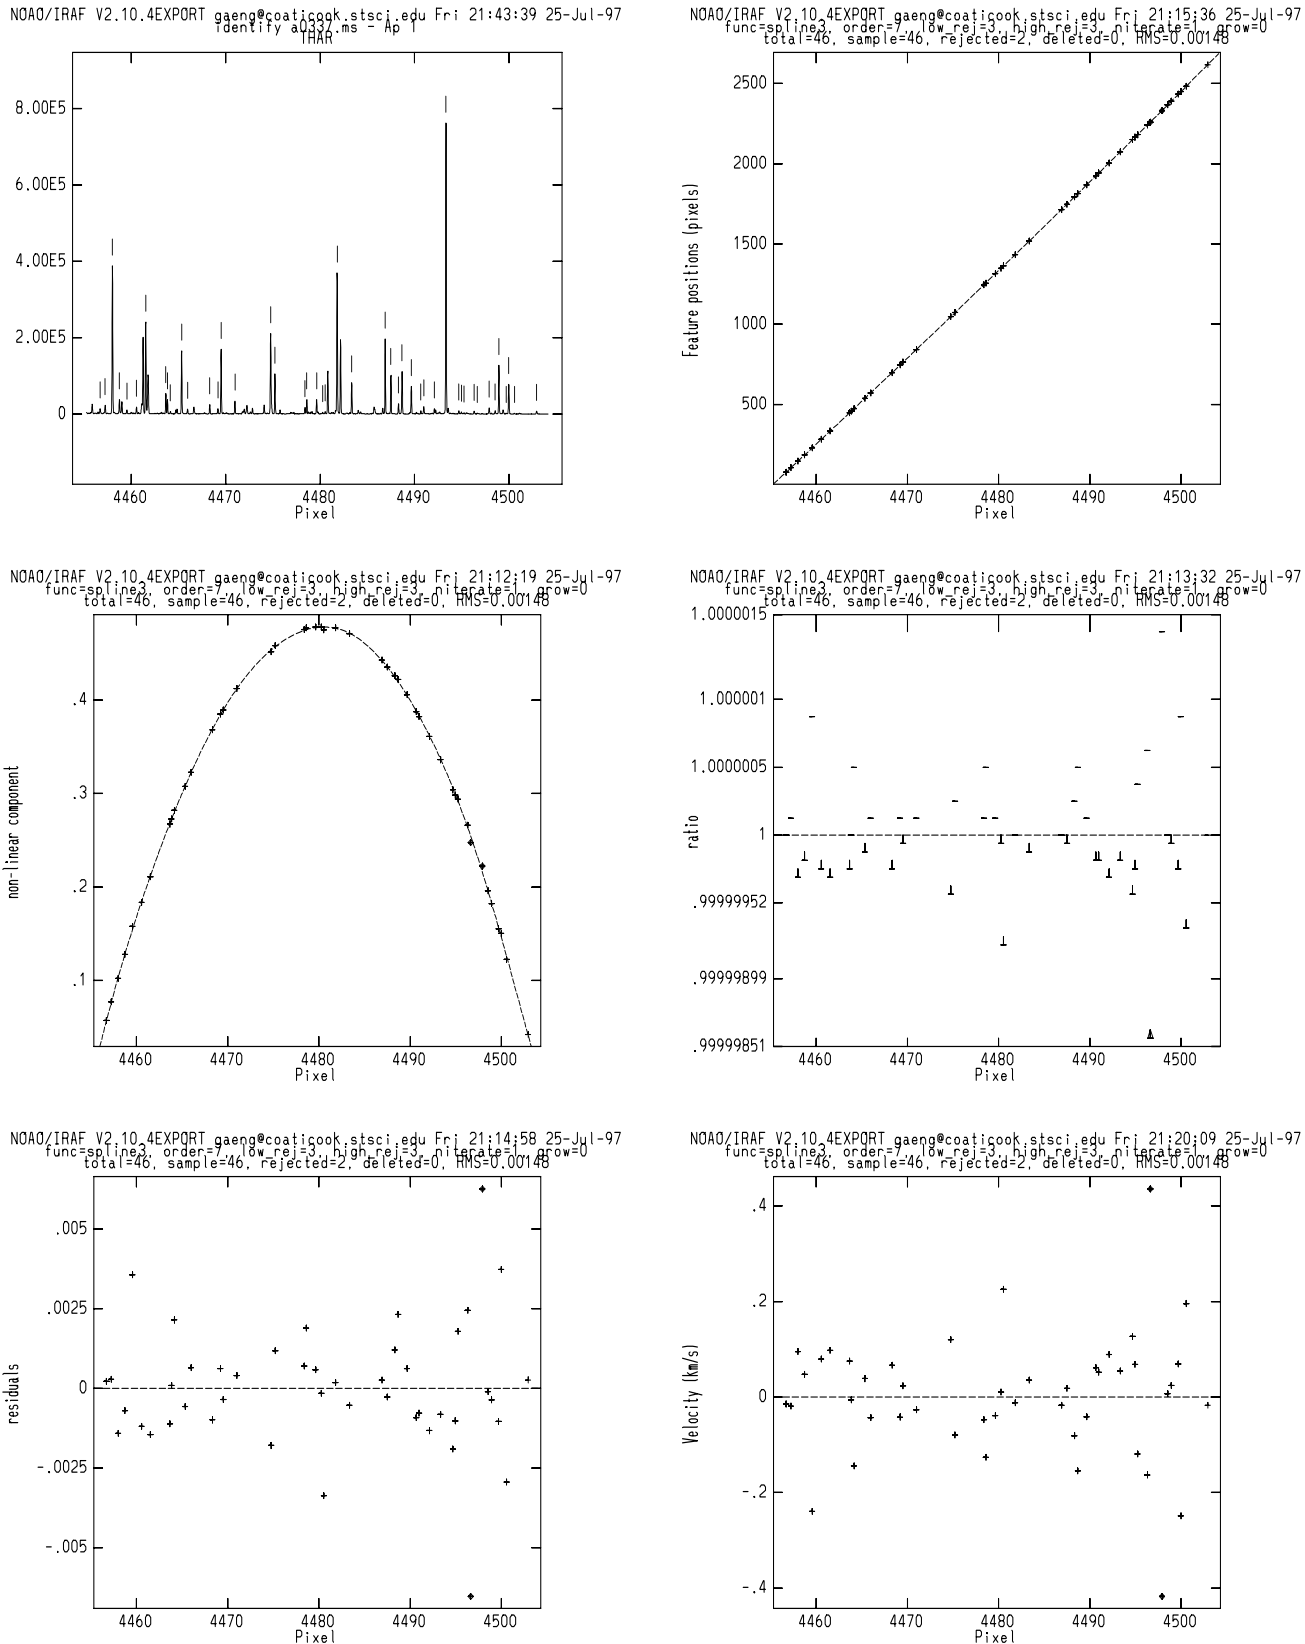 NOAO/IRAF V2.10.4EXPORT gaeng@coaticook.stsci.edu Fri 21:43:39 25-Jul-97
identify a0337.ms - Ap 1
THAR
8.00E5
6.00E5
4.00E5
2.00E5
0
4460 4470 4480 4490 4500
Pixel
NOAO/IRAF V2.10.4EXPORT gaeng@coaticook.stsci.edu Fri 21:15:36 25-Jul-97
func=spline3, order=7, low_rej=3, high_rej=3, niterate=1, grow=0
total=46, sample=46, rejected=2, deleted=0, RMS=0.00148
Feature positions (pixels)
2500
2000
1500
1000
500
4460 4470 4480 4490 4500
Pixel
NOAO/IRAF V2.10.4EXPORT gaeng@coaticook.stsci.edu Fri 21:12:19 25-Jul-97
func=spline3, order=7, low_rej=3, high_rej=3, niterate=1, grow=0
total=46, sample=46, rejected=2, deleted=0, RMS=0.00148
non-linear component
.4
.3
.2
.1
4460 4470 4480 4490 4500
Pixel
NOAO/IRAF V2.10.4EXPORT gaeng@coaticook.stsci.edu Fri 21:13:32 25-Jul-97
func=spline3, order=7, low_rej=3, high_rej=3, niterate=1, grow=0
total=46, sample=46, rejected=2, deleted=0, RMS=0.00148
ratio
1.0000015
1.000001
1.0000005
1
.99999952
.99999899
.99999851
4460 4470 4480 4490 4500
Pixel
NOAO/IRAF V2.10.4EXPORT gaeng@coaticook.stsci.edu Fri 21:14:58 25-Jul-97
func=spline3, order=7, low_rej=3, high_rej=3, niterate=1, grow=0
total=46, sample=46, rejected=2, deleted=0, RMS=0.00148
residuals
.005
.0025
0
-.0025
-.005
4460 4470 4480 4490 4500
Pixel
NOAO/IRAF V2.10.4EXPORT gaeng@coaticook.stsci.edu Fri 21:20:09 25-Jul-97
func=spline3, order=7, low_rej=3, high_rej=3, niterate=1, grow=0
total=46, sample=46, rejected=2, deleted=0, RMS=0.00148
Velocity (km/s)
.4
.2
0
-.2
-.4
4460 4470 4480 4490 4500
Pixel